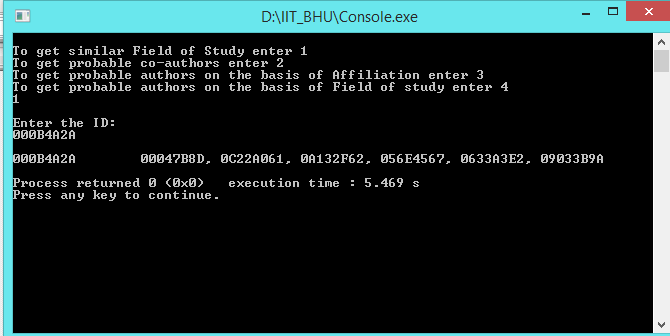 D:\IIT_BHU\Console.exe
To get similar Field of Study enter 1
To get probable co-authors enter 2
To get probable authors on the basis of Affiliation enter 3
To get probable authors on the basis of Field of study enter 4
1
Enter the ID:
000B4A2A
000B4A2A 00047B8D, 0C22A061, 0A132F62, 056E4567, 0633A3E2, 09033B9A
Process returned 0 (0x0) execution time : 5.469 s
Press any key to continue.